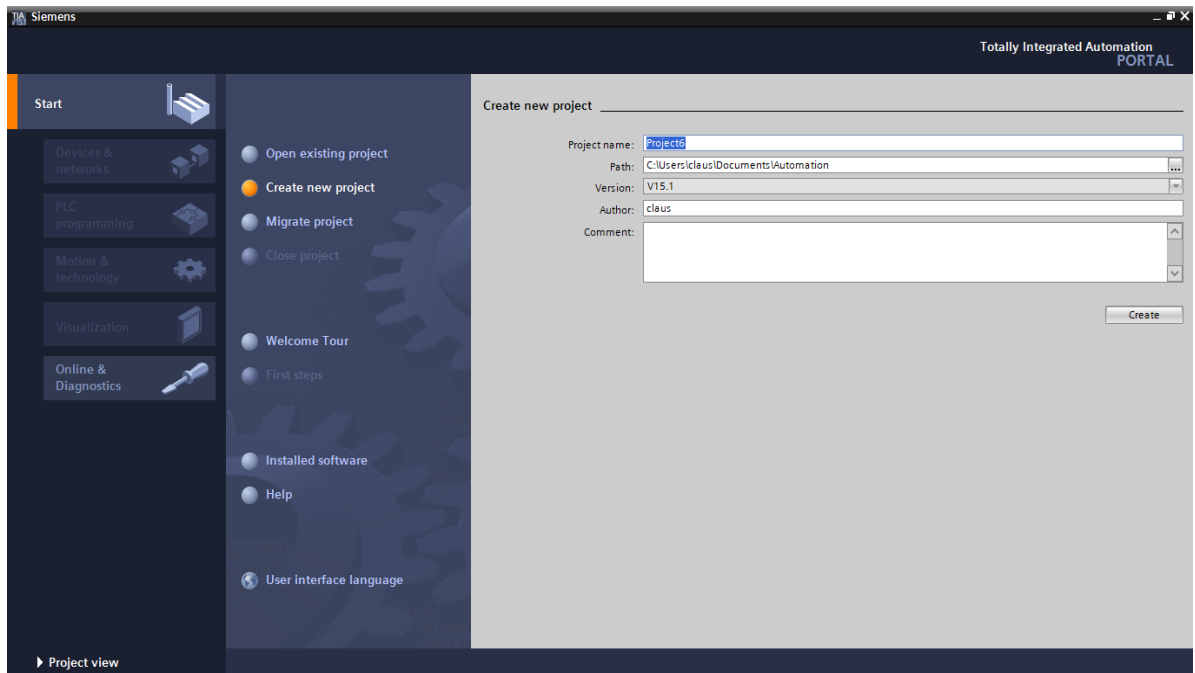 Siemens
Totally Integrated Automation
PORTAL
Start
Devices &
networks
PLC
programming
Motion &
technology
Visualization
Online &
Diagnostics
Project view
Open existing project
Create new project
Migrate project
Close project
Welcome Tour
First steps
Installed software
Help
User interface language
Create new project
Project name: Project6
Path: C:\Users\claus\Documents\Automation
...
Version: V15.1
Author: claus
Comment:
Create